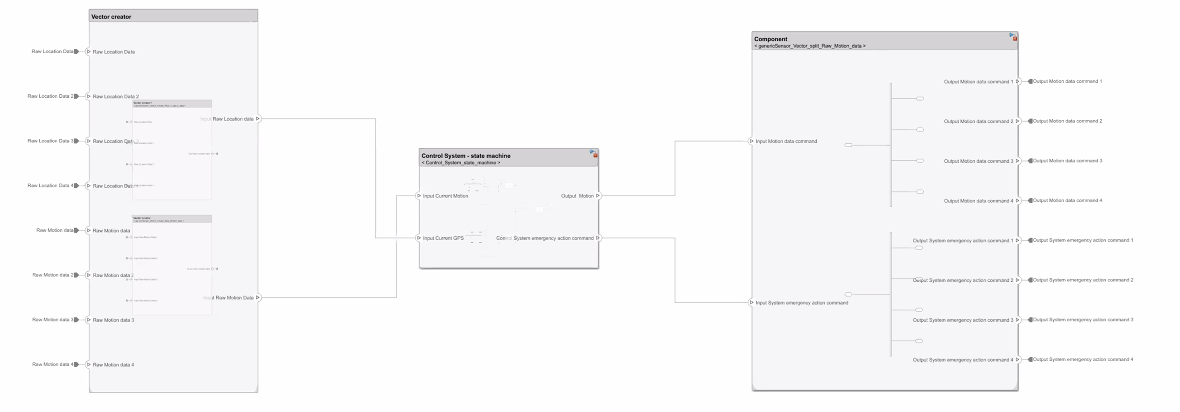 Vector creator
Raw Location Data
Raw Location Data
Raw Location Data 2
Raw Location Data 2
Raw Location Data 3
Raw Location Data 4
Raw Motion data
Raw Motion data
Raw Motion data 2
Raw Motion data 2
Raw Motion data 3
Raw Motion data 3
Raw Motion data 4
Raw Motion data 4
Raw Location data
Raw Motion Data
Control System - state machine
< Control_System_state_machine >
Input Current Motion
Output Motion
Input Current GPS
Control System emergency action command
Component
< genericSensor_Vector_split_Raw_Motion_data >
Input Motion data command
Input System emergency action command
Output Motion data command 1
Output Motion data command 1
Output Motion data command 2
Output Motion data command 2
Output Motion data command 3
Output Motion data command 3
Output Motion data command 4
Output Motion data command 4
Output System emergency action command 1
Output System emergency action command 1
Output System emergency action command 2
Output System emergency action command 2
Output System emergency action command 3
Output System emergency action command 3
Output System emergency action command 4
Output System emergency action command 4